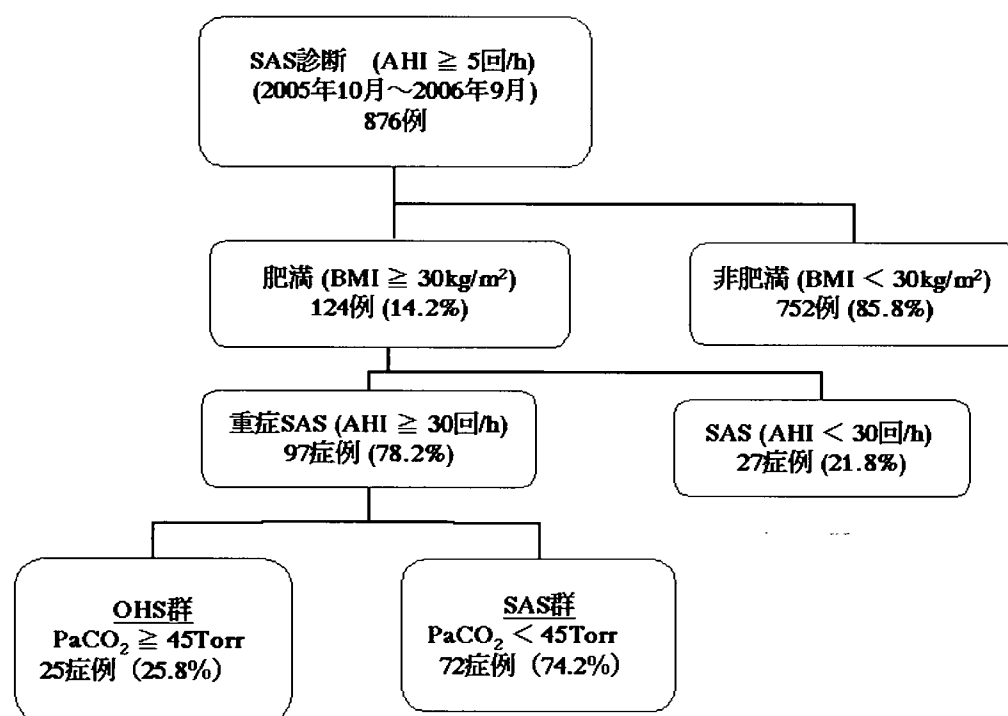 SAS診断 (AHI ≧ 5回/h)
(2005年10月～2006年9月)
876例
肥満 (BMI ≧ 30kg/m²)
124例 (14.2%)
非肥満 (BMI < 30kg/m²)
752例 (85.8%)
重症SAS (AHI ≧ 30回/h)
97症例 (78.2%)
SAS (AHI < 30回/h)
27症例 (21.8%)
OHS群
PaCO₂ ≧ 45Torr
25症例（25.8%）
SAS群
PaCO₂ < 45Torr
72症例（74.2%）